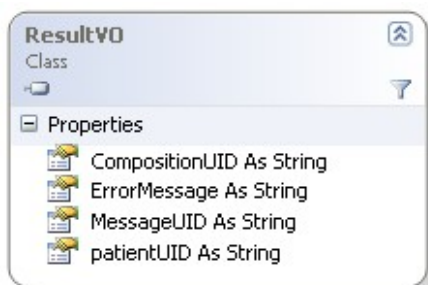 ResultVO
Class
Properties
CompositionUID As String
ErrorMessage As String
MessageUID As String
patientUID As String